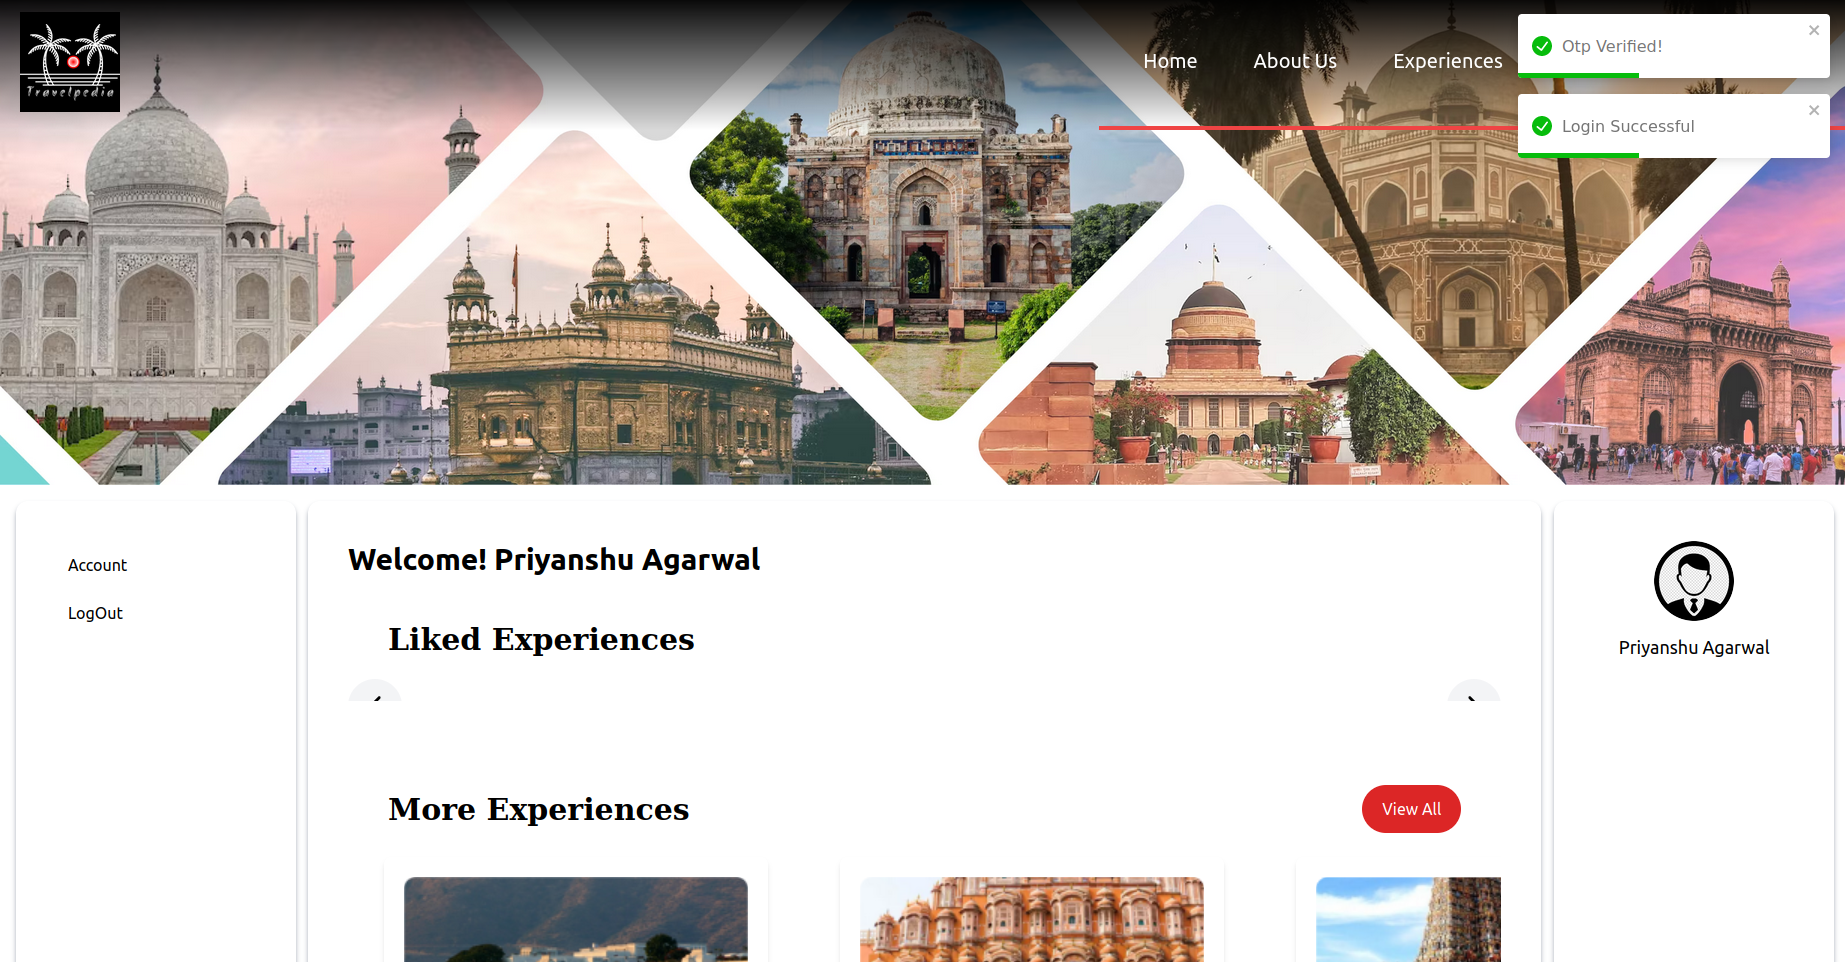 Travelpedia
Home
About Us
Experiences
Otp Verified!
Login Successful
Account
LogOut
Welcome! Priyanshu Agarwal
Liked Experiences
More Experiences
View All
Priyanshu Agarwal